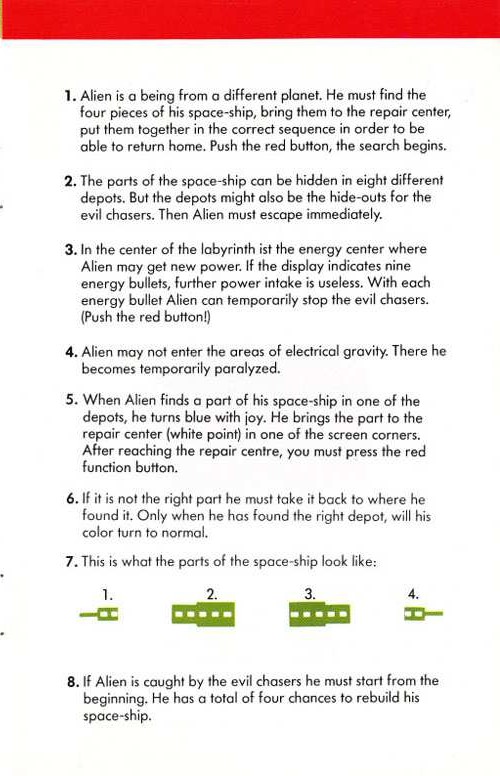 1. Alien is a being from a different planet. He must find the
four pieces of his space-ship, bring them to the repair center,
put them together in the correct sequence in order to be
able to return home. Push the red button, the search begins.
2. The parts of the space-ship can be hidden in eight different
depots. But the depots might also be the hide-outs for the
evil chasers. Then Alien must escape immediately.
3. In the center of the labyrinth ist the energy center where
Alien may get new power. If the display indicates nine
energy bullets, further power intake is useless. With each
energy bullet Alien can temporarily stop the evil chasers.
(Push the red button!)
4. Alien may not enter the areas of electrical gravity. There he
becomes temporarily paralyzed.
5. When Alien finds a part of his space-ship in one of the
depots, he turns blue with joy. He brings the part to the
repair center (white point) in one of the screen corners.
After reaching the repair centre, you must press the red
function button.
6. If it is not the right part he must take it back to where he
found it. Only when he has found the right depot, will his
color turn to normal.
7. This is what the parts of the space-ship look like:
1. 2. 3. 4.
8. If Alien is caught by the evil chasers he must start from the
beginning. He has a total of four chances to rebuild his
space-ship.